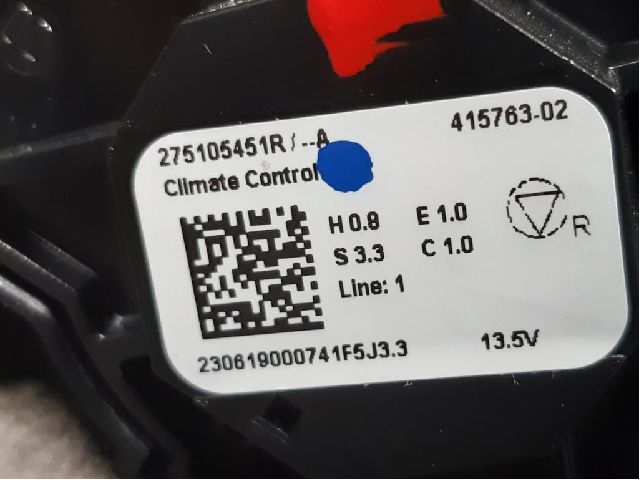 275105451R/--A 415763-02
Climate Control
H 0.8 E 1.0
S 3.3 C 1.0
R
Line: 1
230619000741F5J3.3 13.5V